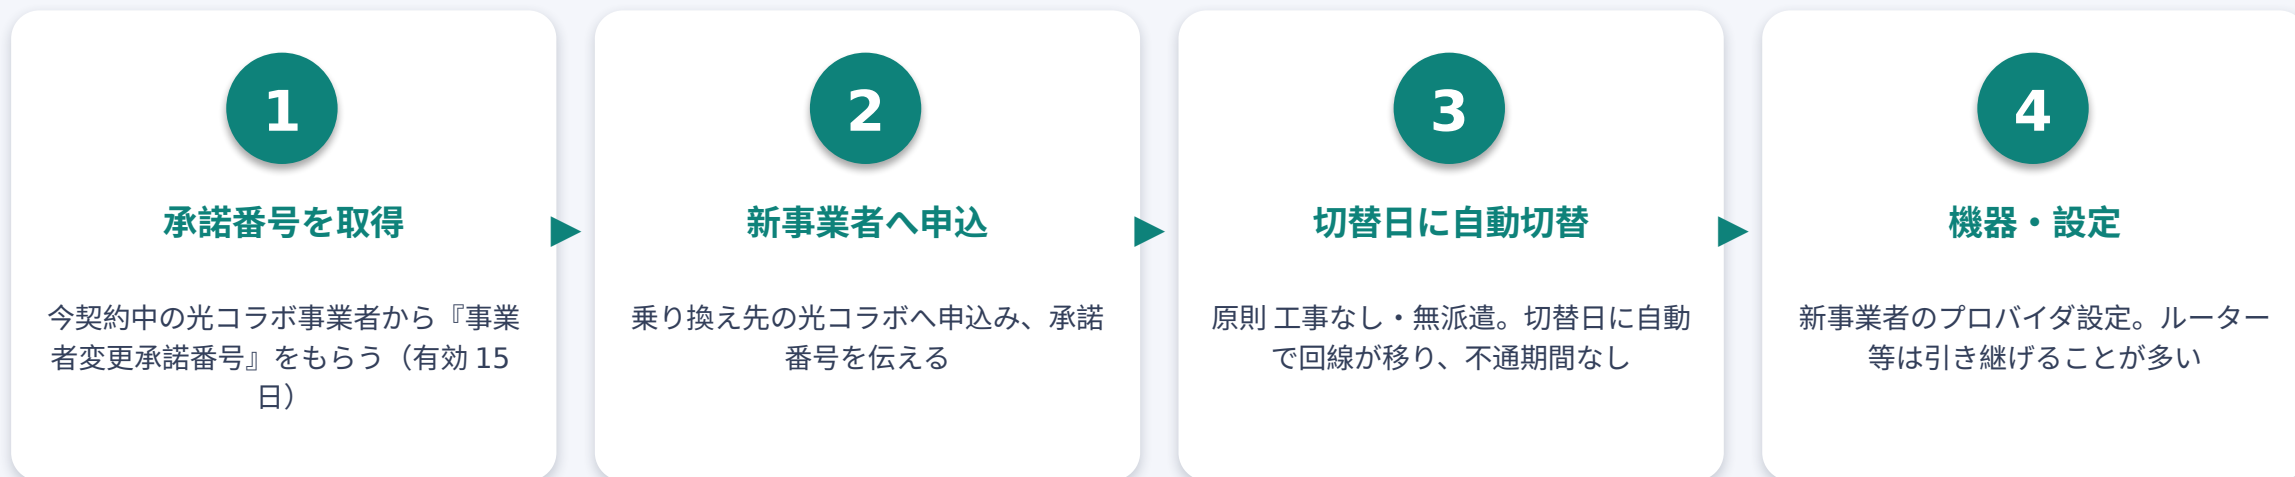 1
承諾番号を取得
今契約中の光コラボ事業者から『事業
者変更承諾番号』をもらう（有効 15
日）
2
新事業者へ申込
乗り換え先の光コラボへ申込み、承諾
番号を伝える
3
切替日に自動切替
原則 工事なし・無派遣。切替日に自動
で回線が移り、不通期間なし
4
機器・設定
新事業者のプロバイダ設定。ルーター
等は引き継げることが多い